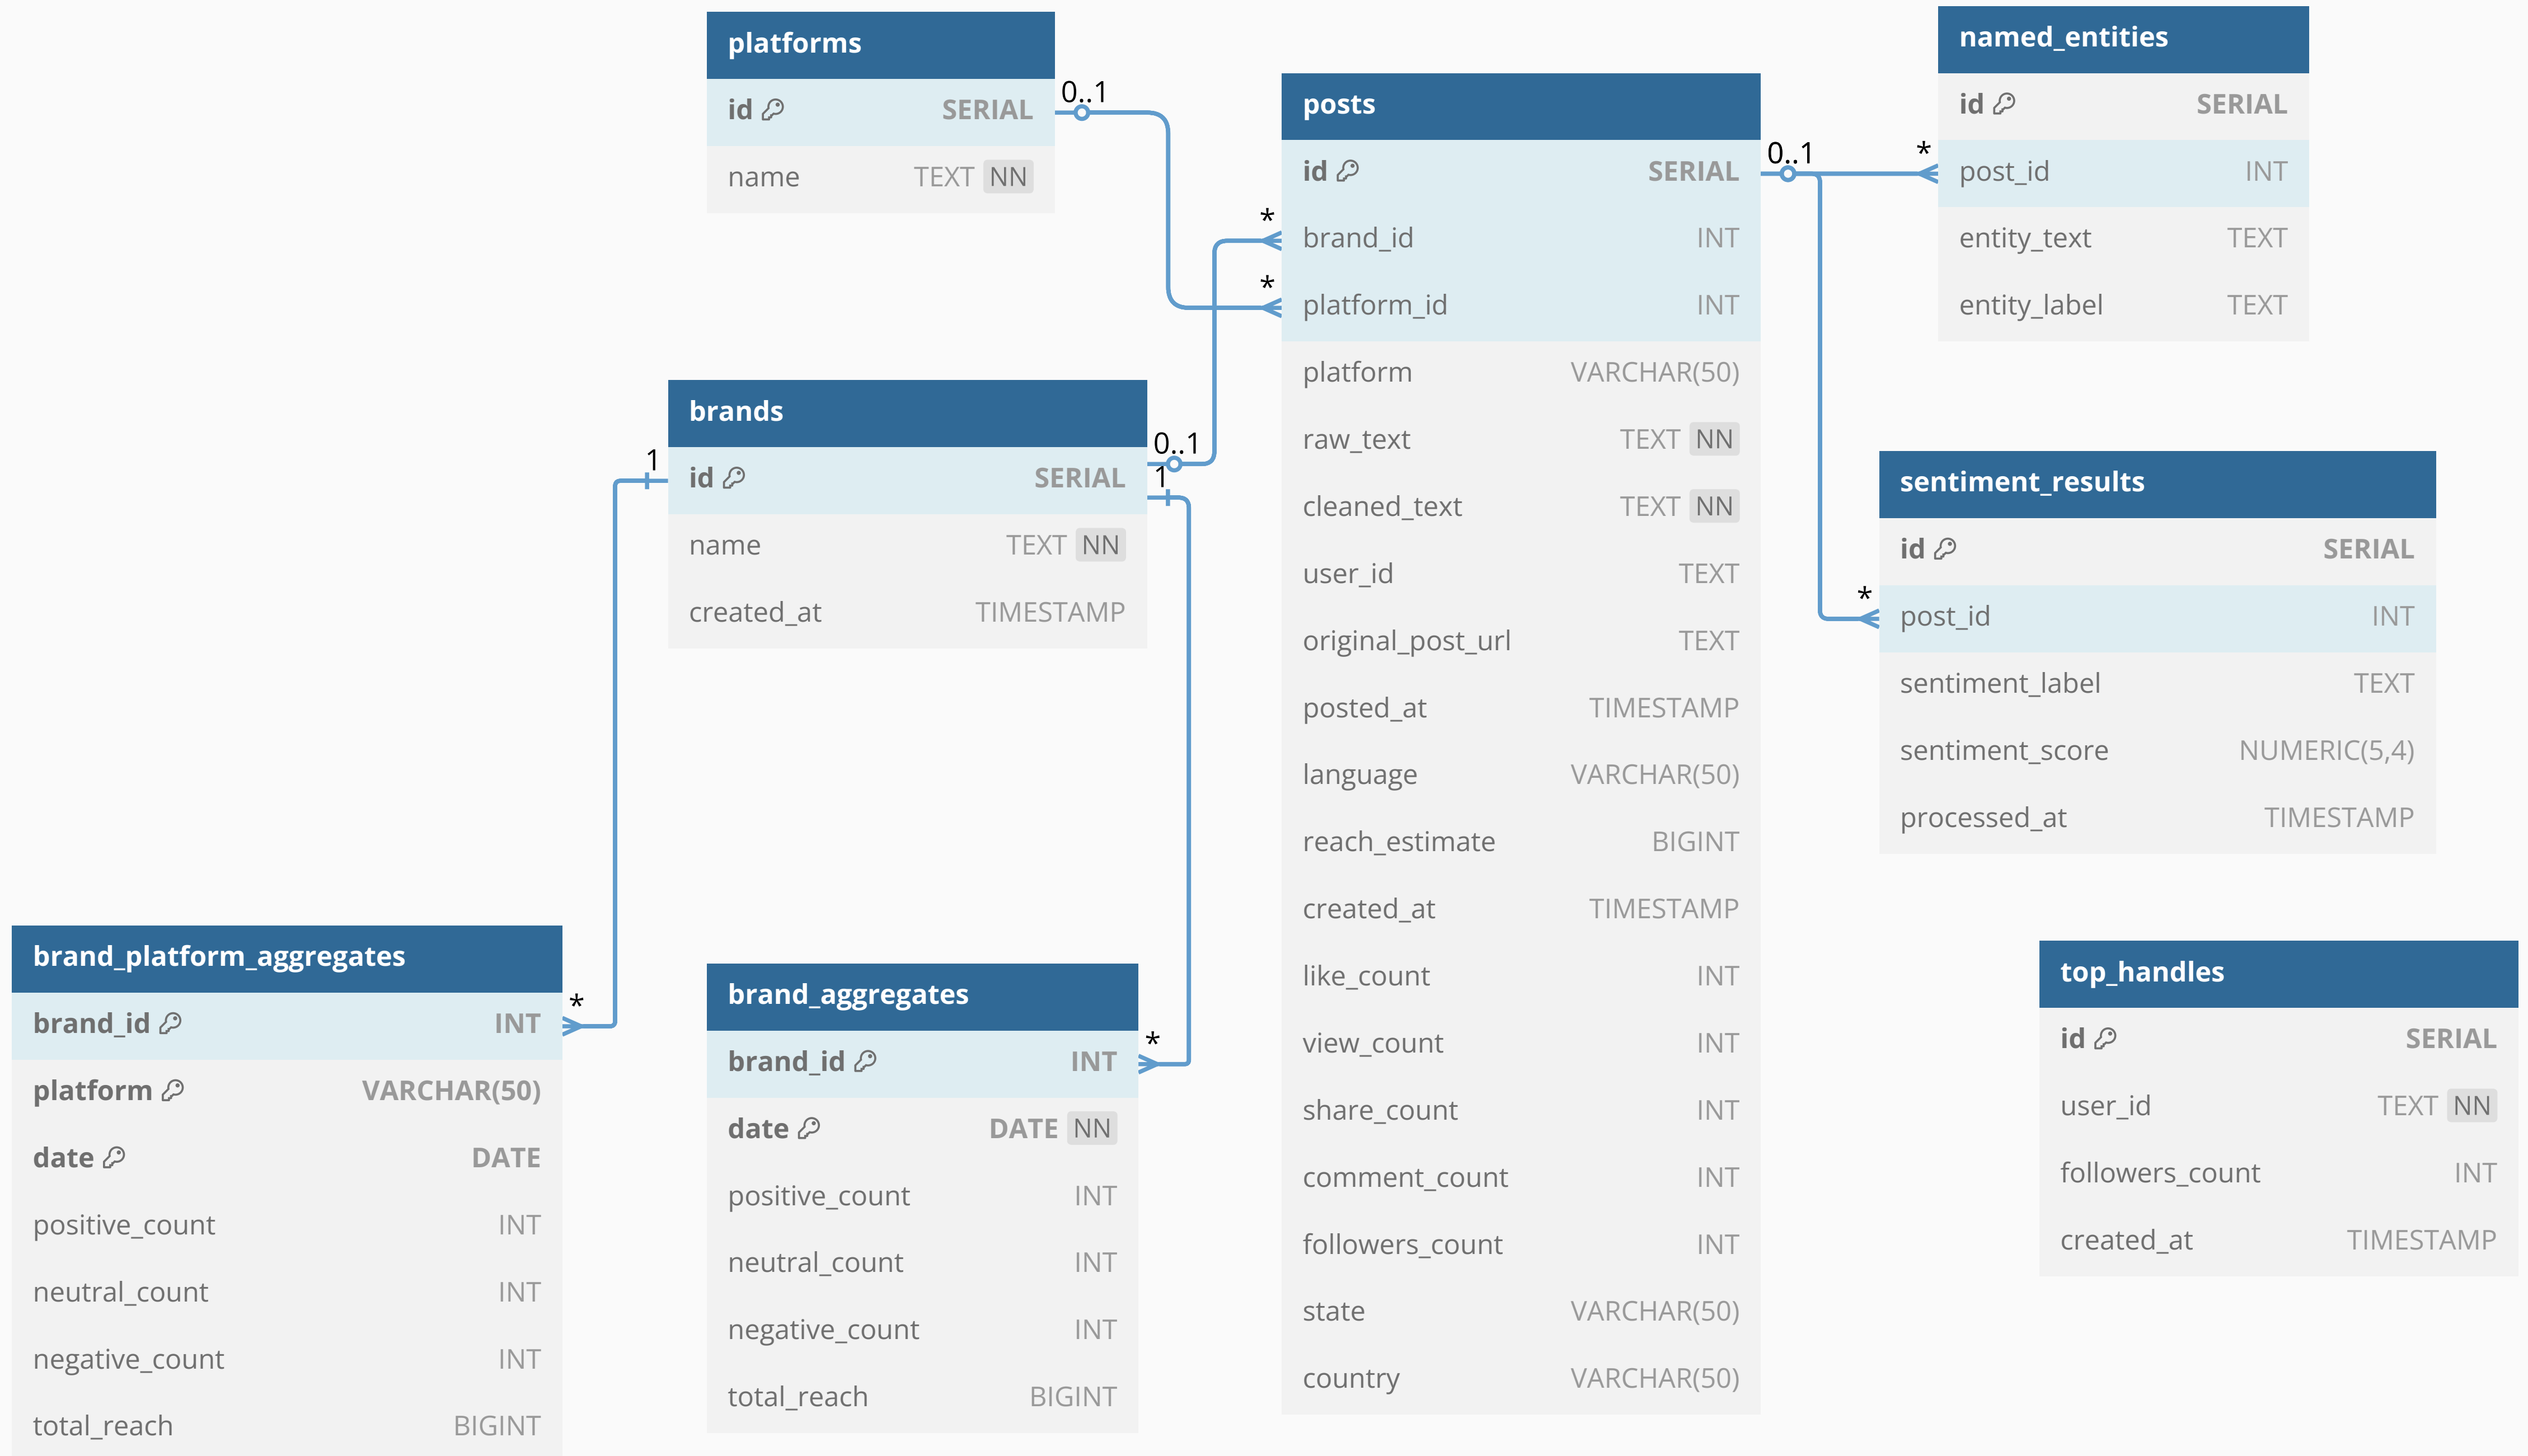 platforms
id SERIAL
name TEXT NN
0..1
*
*
brands
id SERIAL
name TEXT NN
created_at TIMESTAMP
1
0..1
1
posts
id SERIAL
brand_id INT
platform_id INT
platform VARCHAR(50)
raw_text TEXT NN
cleaned_text TEXT NN
user_id TEXT
original_post_url TEXT
posted_at TIMESTAMP
language VARCHAR(50)
reach_estimate BIGINT
created_at TIMESTAMP
like_count INT
view_count INT
share_count INT
comment_count INT
followers_count INT
state VARCHAR(50)
country VARCHAR(50)
0..1
*
*
named_entities
id SERIAL
post_id INT
entity_text TEXT
entity_label TEXT
sentiment_results
id SERIAL
post_id INT
sentiment_label TEXT
sentiment_score NUMERIC(5,4)
processed_at TIMESTAMP
brand_platform_aggregates
brand_id INT
platform VARCHAR(50)
date DATE
positive_count INT
neutral_count INT
negative_count INT
total_reach BIGINT
*
brand_aggregates
brand_id INT
date DATE NN
positive_count INT
neutral_count INT
negative_count INT
total_reach BIGINT
*
top_handles
id SERIAL
user_id TEXT NN
followers_count INT
created_at TIMESTAMP